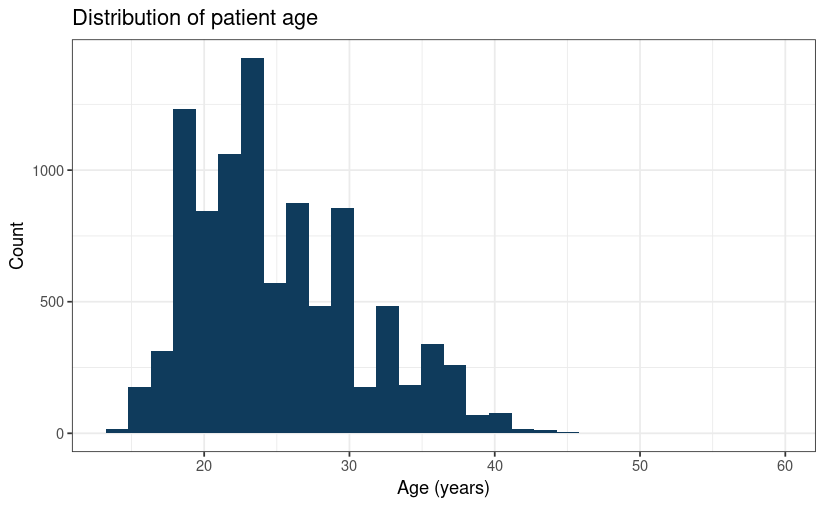 Distribution of patient age
1000
500
0
Count
20 30 40 50 60
Age (years)